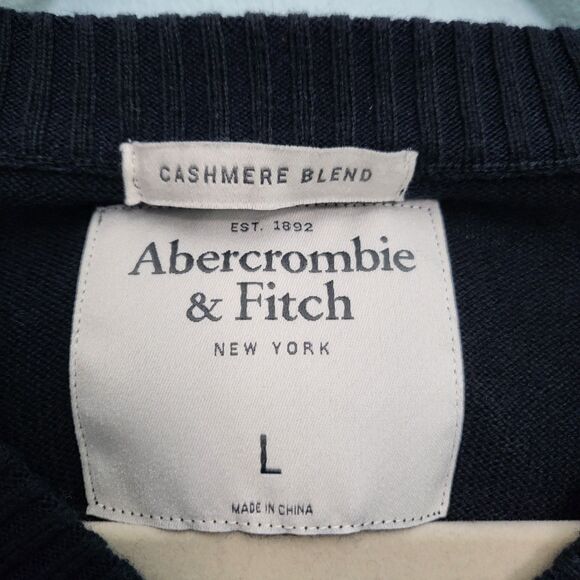 CASHMERE BLEND
EST. 1892
Abercrombie
& Fitch
NEW YORK
L
MADE IN CHINA